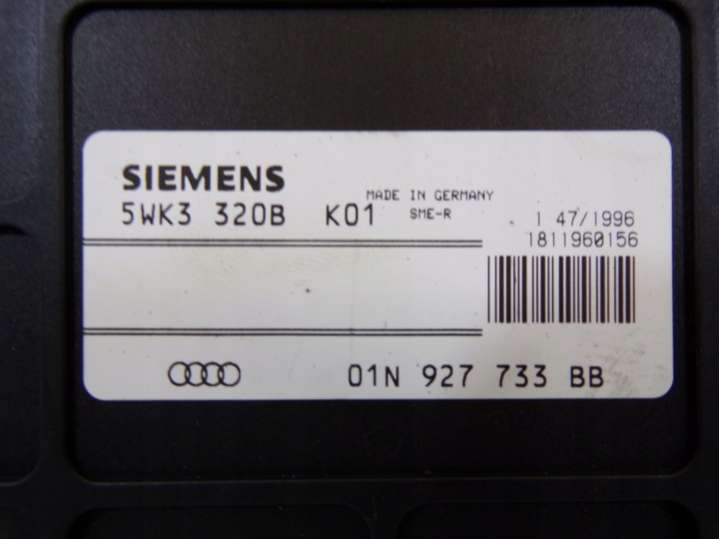 SIEMENS
MADE IN GERMANY
5WK3 320B K01 SME-R 1 47/1996
1811960156
01N 927 733 BB